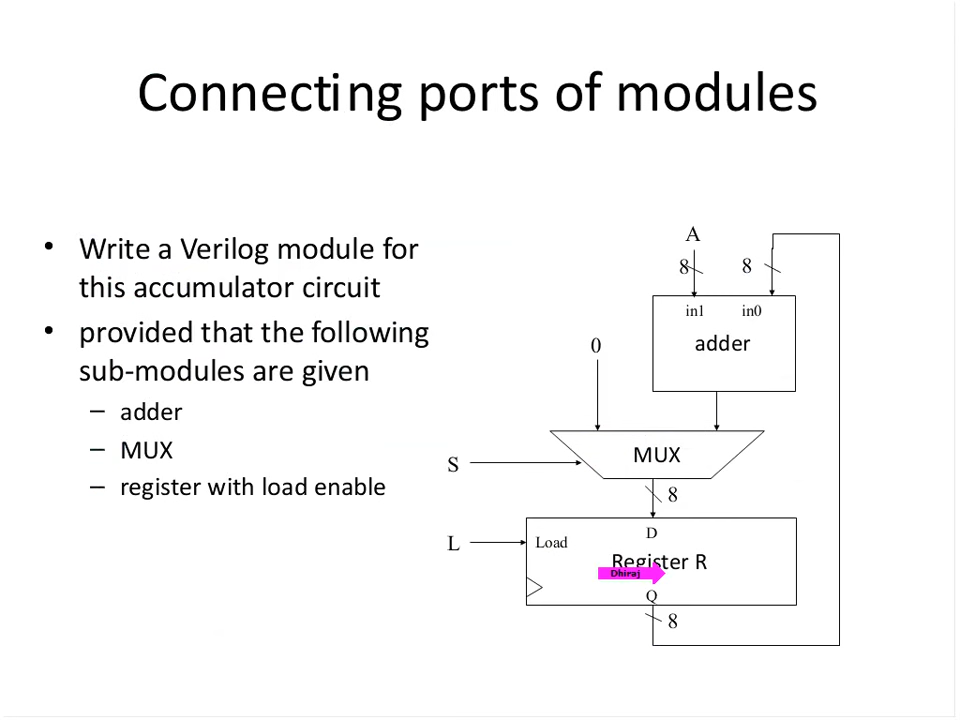 Connecting ports of modules
• Write a Verilog module for
this accumulator circuit
• provided that the following
sub-modules are given
– adder
– MUX
– register with load enable
A
8
8
in1
in0
adder
0
MUX
S
8
L
Load
D
Register R
Dhiraj
Q
8